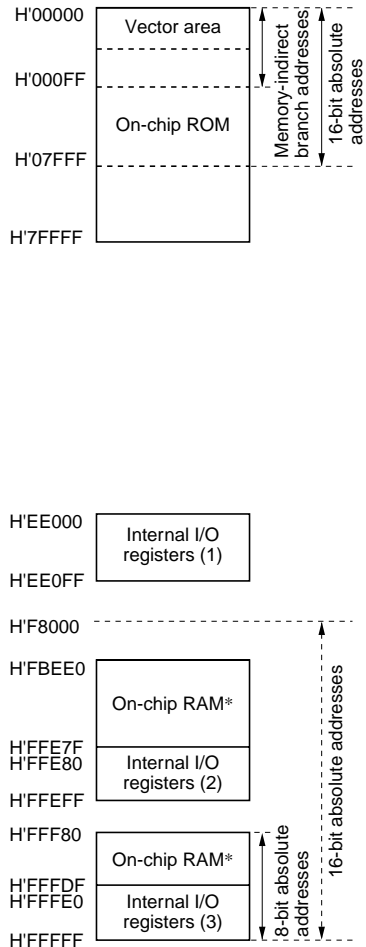 H'00000
Vector area
H'000FF
On-chip ROM
H'07FFF
H'7FFFF
Memory-indirect
branch addresses
16-bit absolute
addresses
H'EE000
Internal I/O
registers (1)
H'EE0FF
H'F8000
H'FBEE0
On-chip RAM*
H'FFE7F
H'FFE80
Internal I/O
registers (2)
H'FFEFF
H'FFF80
On-chip RAM*
H'FFFDF
H'FFFE0
Internal I/O
registers (3)
H'FFFFF
8-bit absolute
addresses
16-bit absolute addresses